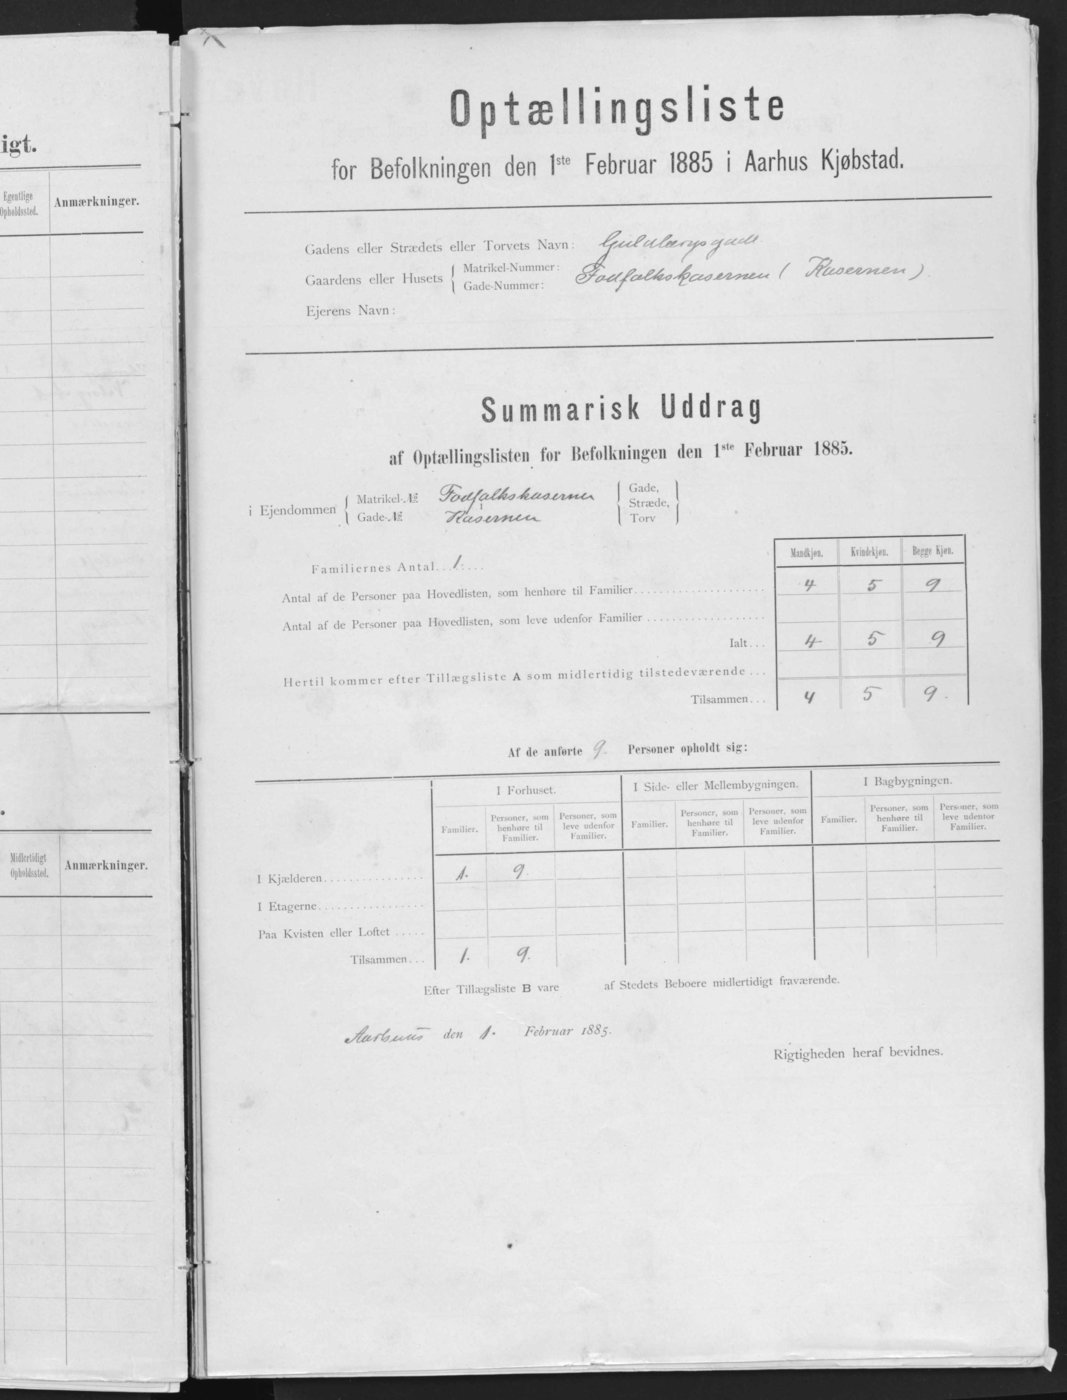 igt.
Egentlige Opholdssted.
Anmærkninger.
Midlertidigt Opholdssted.
Anmærkninger.
Optællingsliste
for Befolkningen den 1ste Februar 1885 i Aarhus Kjøbstad.
Gadens eller Strædets eller Torvets Navn:
Gaardens eller Husets { Matrikel-Nummer: Fodfolkskasernen ( Kasernen )
Gade-Nummer:
Ejerens Navn:
Summarisk Uddrag
af Optællingslisten for Befolkningen den 1ste Februar 1885.
i Ejendommen { Matrikel-№ Fodfolkskasernen { Gade, }
Gade-№ Kasernen Stræde,
Torv
Mandkjøn. Kvindekjøn. Begge Kjøn.
Familiernes Antal . . 1. . . .
Antal af de Personer paa Hovedlisten, som henhøre til Familier . . . 4 5 9
Antal af de Personer paa Hovedlisten, som leve udenfor Familier . . .
Ialt . . . 4 5 9
Hertil kommer efter Tillægsliste A som midlertidig tilstedeværende . . .
Tilsammen . . . 4 5 9.
Af de anførte 9. Personer opholdt sig:
I Forhuset. I Side- eller Mellembygningen. I Bagbygningen.
Familier. Personer, som henhøre til Familier. Personer, som leve udenfor Familier. Familier. Personer, som henhøre til Familier. Personer, som leve udenfor Familier. Familier. Personer, som henhøre til Familier. Personer, som leve udenfor Familier.
I Kjælderen . . . 1. 9.
I Etagerne . . .
Paa Kvisten eller Loftet . . .
Tilsammen . . . 1. 9.
Efter Tillægsliste B vare af Stedets Beboere midlertidigt fraværende.
Aarhuus den 1. Februar 1885.
Rigtigheden heraf bevidnes.